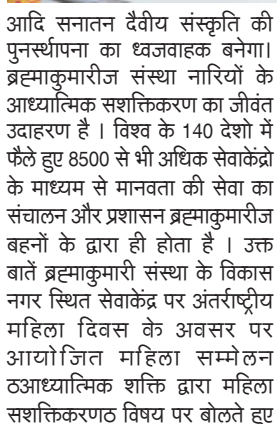 आदि सनातन दैवीय संस्कृति की
पुनर्स्थापना का ध्वजवाहक बनेगा।
ब्रह्माकुमारीज संस्था नारियों के
आध्यात्मिक सशक्तिकरण का जीवंत
उदाहरण है । विश्व के 140 देशो में
फैले हुए 8500 से भी अधिक सेवाकेंद्रो
के माध्यम से मानवता की सेवा का
संचालन और प्रशासन ब्रह्माकुमारीज
बहनों के द्वारा ही होता है । उक्त
बातें ब्रह्माकुमारी संस्था के विकास
नगर स्थित सेवाकेंद्र पर अंतर्राष्ट्रीय
महिला दिवस के अवसर पर
आयोजित महिला सम्मेलन
ठआध्यात्मिक शक्ति द्वारा महिला
सशक्तिकरणठ विषय पर बोलते हुए